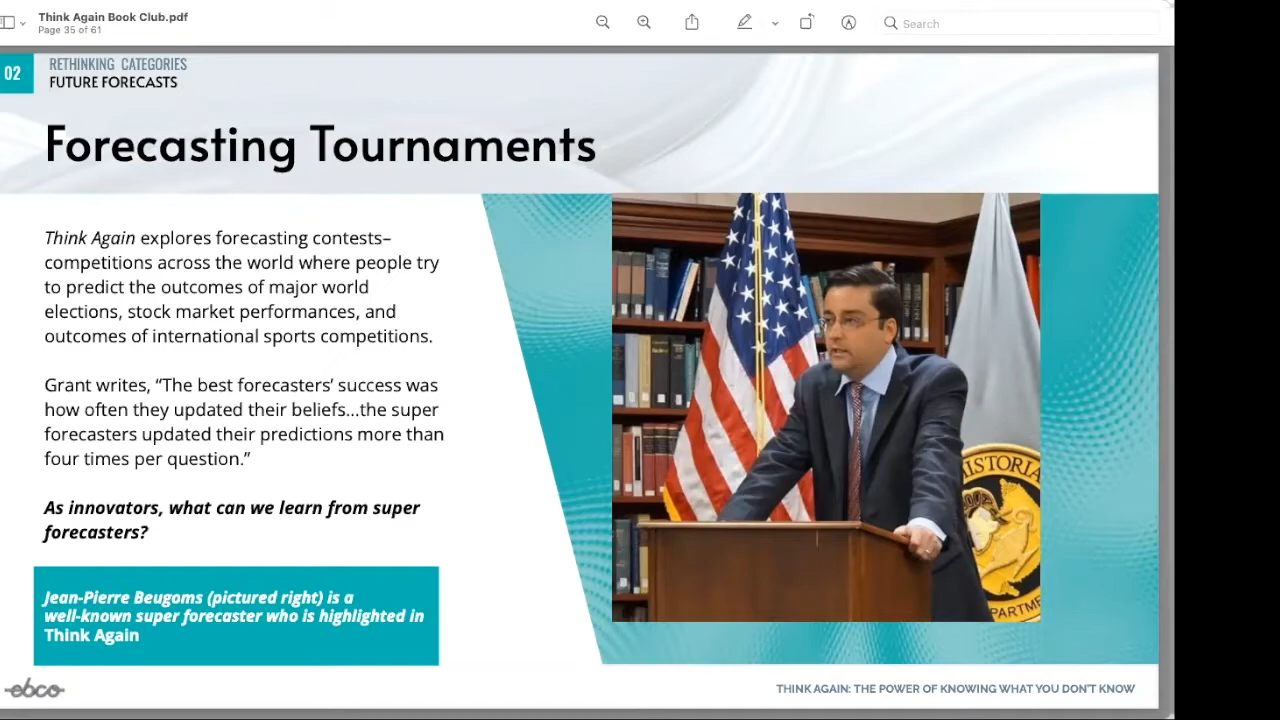 Think Again Book Club.pdf
Page 35 of 61
Search
02
RETHINKING CATEGORIES
FUTURE FORECASTS
Forecasting Tournaments
Think Again explores forecasting contests–
competitions across the world where people try
to predict the outcomes of major world
elections, stock market performances, and
outcomes of international sports competitions.
Grant writes, “The best forecasters’ success was
how often they updated their beliefs...the super
forecasters updated their predictions more than
four times per question.”
As innovators, what can we learn from super
forecasters?
Jean-Pierre Beugoms (pictured right) is a
well-known super forecaster who is highlighted in
Think Again
ISTORIA
PARTME
ebco
THINK AGAIN: THE POWER OF KNOWING WHAT YOU DON'T KNOW